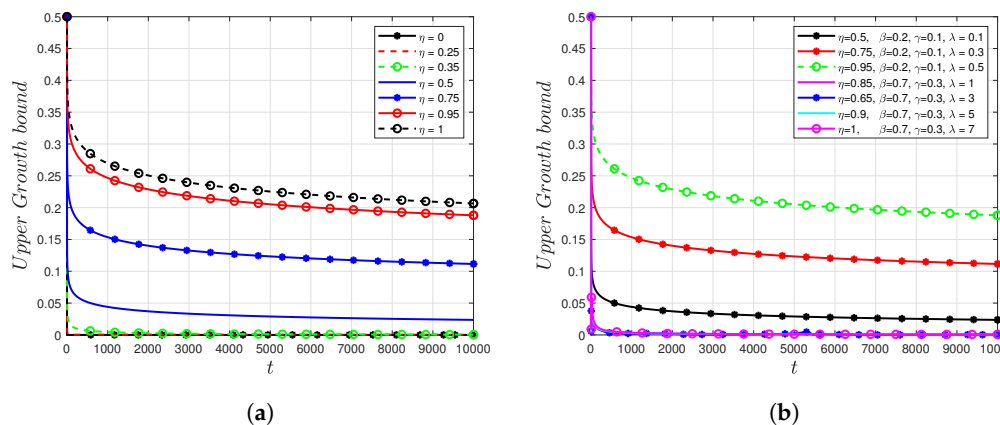 Upper Growth bound
0.5
0.45
0.4
0.35
0.3
0.25
0.2
0.15
0.1
0.05
0
0 1000 2000 3000 4000 5000 6000 7000 8000 9000 10000
t
η = 0
η = 0.25
η = 0.35
η = 0.5
η = 0.75
η = 0.95
η = 1
(a)
Upper Growth bound
0.5
0.45
0.4
0.35
0.3
0.25
0.2
0.15
0.1
0.05
0
0 1000 2000 3000 4000 5000 6000 7000 8000 9000 1000
t
η=0.5, β=0.2, γ=0.1, λ = 0.1
η=0.75, β=0.2, γ=0.1, λ = 0.3
η=0.95, β=0.2, γ=0.1, λ = 0.5
η=0.85, β=0.7, γ=0.3, λ = 1
η=0.65, β=0.7, γ=0.3, λ = 3
η=0.9, β=0.7, γ=0.3, λ = 5
η=1, β=0.7, γ=0.3, λ = 7
(b)